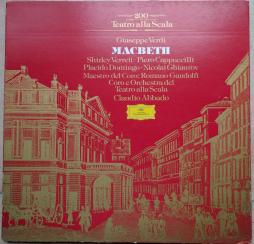 200
Teatro alla Scala
Giuseppe Verdi
MACBETH
Shirley Verrett · Piero Cappuccilli
Placido Domingo · Nicolai Ghiaurov
Maestro del Coro: Romano Gandolfi
Coro e Orchestra del
Teatro alla Scala
Claudio Abbado